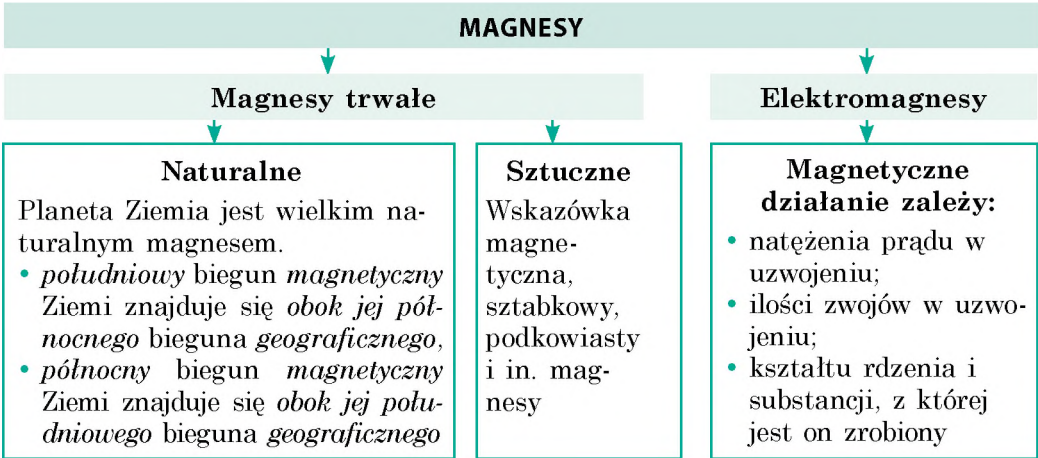 MAGNESY
Magnesy trwałe
Elektromagnesy
Naturalne
Planeta Ziemia jest wielkim na-
turalnym magnesem.
• południowy biegun magnetyczny
Ziemi znajduje się obok jej pół-
nocnego bieguna geograficznego,
• północny biegun magnetyczny
Ziemi znajduje się obok jej połu-
dniowego bieguna geograficznego
Sztuczne
Wskazówka
magne-
tyczna,
sztabkowy,
podkowiasty
i in. mag-
nesy
Magnetyczne
działanie zależy:
• natężenia prądu w
uzwojeniu;
• ilości zwojów w uzwo-
jeniu;
• kształtu rdzenia i
substancji, z której
jest on zrobiony